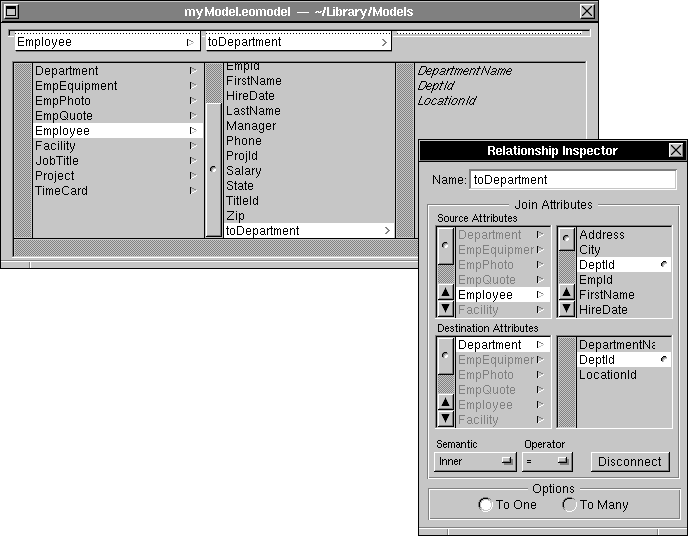 myModel.eomodel — ~/Library/Models
Employee
toDepartment
Department
EmpEquipment
EmpPhoto
EmpQuote
Employee
Facility
JobTitle
Project
TimeCard
EmpId
FirstName
HireDate
LastName
Manager
Phone
ProjId
Salary
State
TitleId
Zip
toDepartment
DepartmentName
DeptId
LocationId
Relationship Inspector
Name: toDepartment
Join Attributes
Source Attributes
Department
EmpEquipmer
EmpPhoto
EmpQuote
Employee
Facility
Address
City
DeptId
EmpId
FirstName
HireDate
Destination Attributes
Department
EmpEquipmer
EmpPhoto
EmpQuote
Employee
Facility
DepartmentNa
DeptId
LocationId
Semantic
Operator
Inner
=
Disconnect
Options
To One
To Many